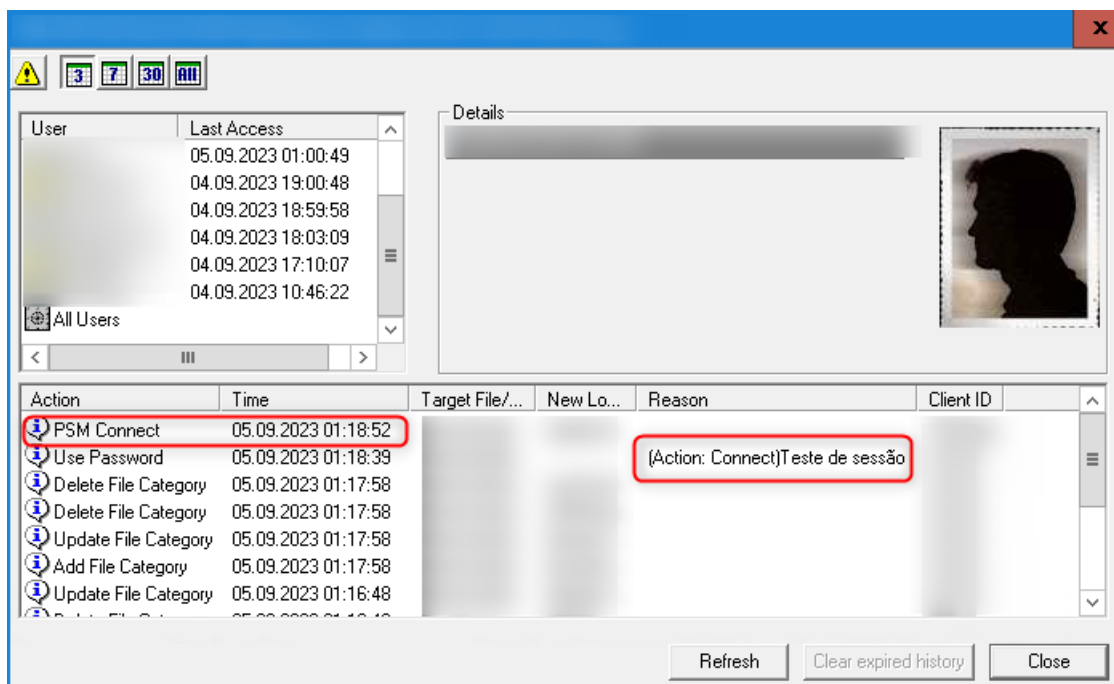 x
3 7 30 All
User Last Access
05.09.2023 01:00:49
04.09.2023 19:00:48
04.09.2023 18:59:58
04.09.2023 18:03:09
04.09.2023 17:10:07
04.09.2023 10:46:22
All Users
Details
Action Time Target File/... New Lo... Reason Client ID
PSM Connect 05.09.2023 01:18:52
Use Password 05.09.2023 01:18:39 (Action: Connect)Teste de sessão
Delete File Category 05.09.2023 01:17:58
Delete File Category 05.09.2023 01:17:58
Update File Category 05.09.2023 01:17:58
Add File Category 05.09.2023 01:17:58
Update File Category 05.09.2023 01:16:48
Refresh Clear expired history Close